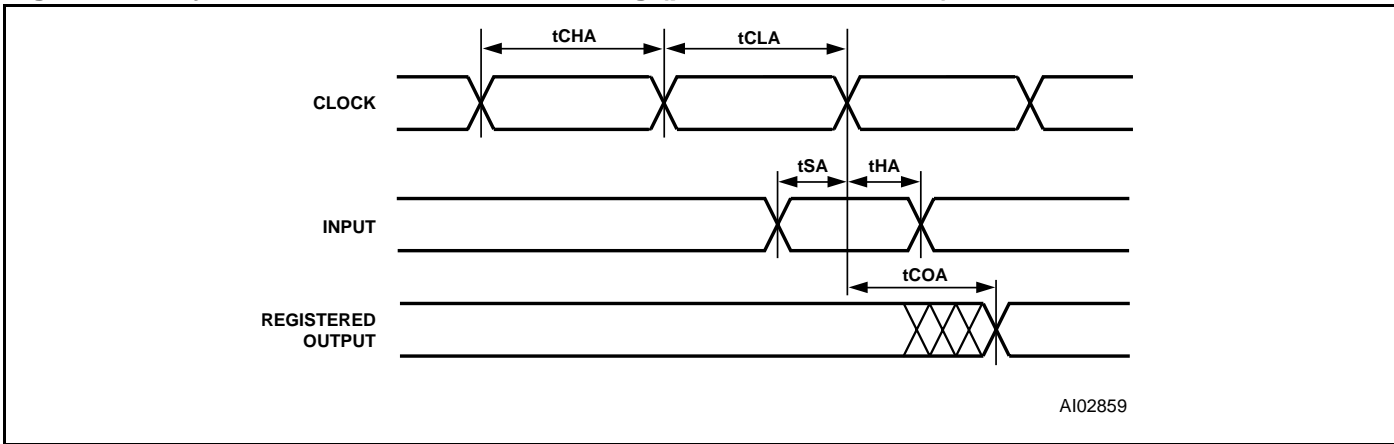 tCHA tCLA
CLOCK
tSA tHA
INPUT
tCOA
REGISTERED
OUTPUT
AI02859